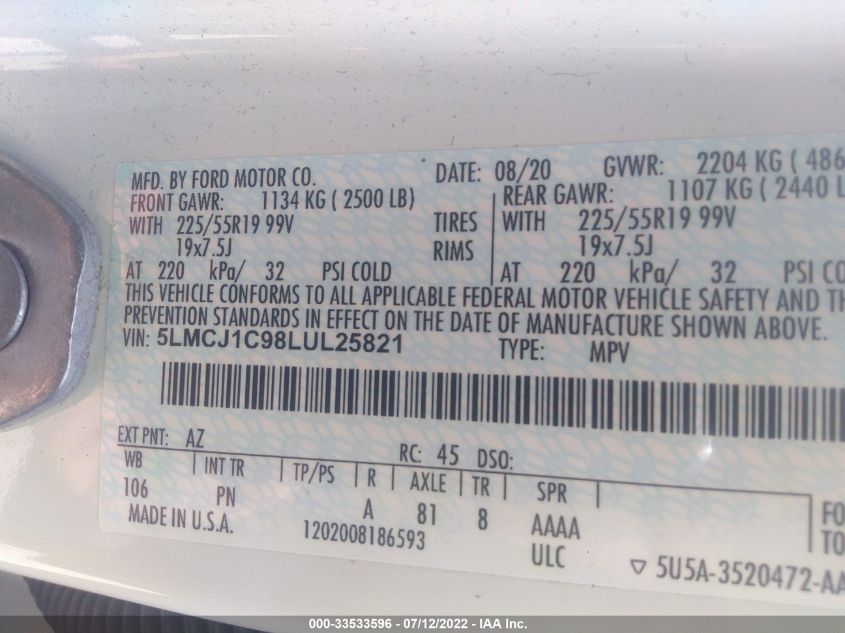 MFD. BY FORD MOTOR CO. DATE: 08/20 GVWR: 2204 KG ( 486
FRONT GAWR: 1134 KG ( 2500 LB) REAR GAWR: 1107 KG ( 2440 L
WITH 225/55R19 99V TIRES WITH 225/55R19 99V
19x7.5J RIMS 19x7.5J
AT 220 kPa/ 32 PSI COLD AT 220 kPa/ 32 PSI CO
THIS VEHICLE CONFORMS TO ALL APPLICABLE FEDERAL MOTOR VEHICLE SAFETY AND TH
PREVENTION STANDARDS IN EFFECT ON THE DATE OF MANUFACTURE SHOWN ABOVE.
VIN: 5LMCJ1C98LUL25821 TYPE: MPV
EXT PNT: AZ RC: 45 DSO:
WB INT TR TP/PS R AXLE TR SPR FO
106 PN A 81 8 AAAA TO
MADE IN U.S.A. 1202008186593 ULC 5U5A-3520472-AA
000-33533596 - 07/12/2022 - IAA Inc.